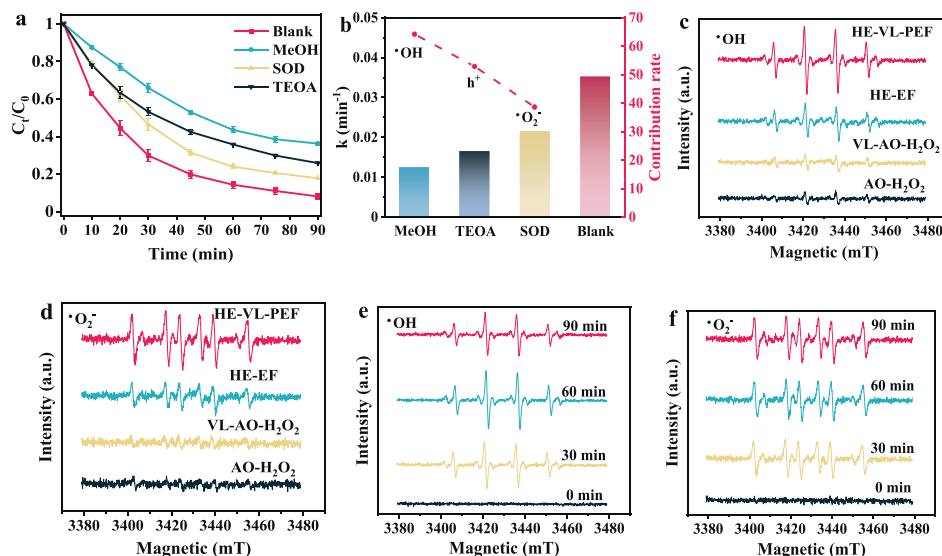 a
Blank
MeOH
SOD
TEOA
1
0.8
0.6
0.4
0.2
0
Cₜ/C₀
0 10 20 30 40 50 60 70 80 90
Time (min)
b
0.05
0.04
0.03
0.02
0.01
0
k (min⁻¹)
·OH
h⁺
·O₂⁻
70
60
50
40
30
20
10
0
Contribution rate
MeOH TEOA SOD Blank
c
·OH
HE-VL-PEF
HE-EF
VL-AO-H₂O₂
AO-H₂O₂
Intensity (a.u.)
3380 3400 3420 3440 3460 3480
Magnetic (mT)
d
·O₂⁻
HE-VL-PEF
HE-EF
VL-AO-H₂O₂
AO-H₂O₂
Intensity (a.u.)
3380 3400 3420 3440 3460 3480
Magnetic (mT)
e
·OH
90 min
60 min
30 min
0 min
Intensity (a.u.)
3380 3400 3420 3440 3460 3480
Magnetic (mT)
f
·O₂⁻
90 min
60 min
30 min
0 min
Intensity (a.u.)
3380 3400 3420 3440 3460 3480
Magnetic (mT)